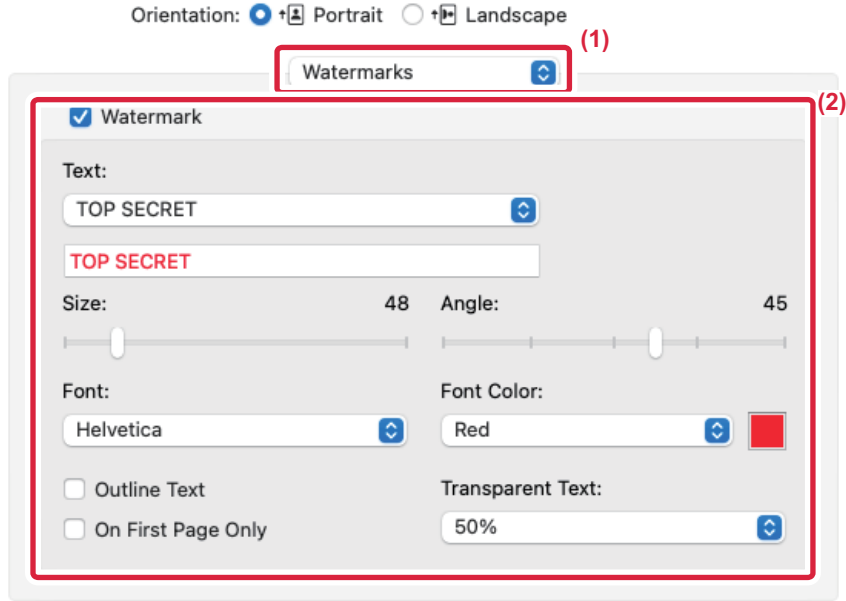 Orientation: Portrait Landscape
(1)
Watermarks
(2)
Watermark
Text:
TOP SECRET
TOP SECRET
Size: 48 Angle: 45
Font: Font Color:
Helvetica Red
Outline Text Transparent Text:
On First Page Only 50%